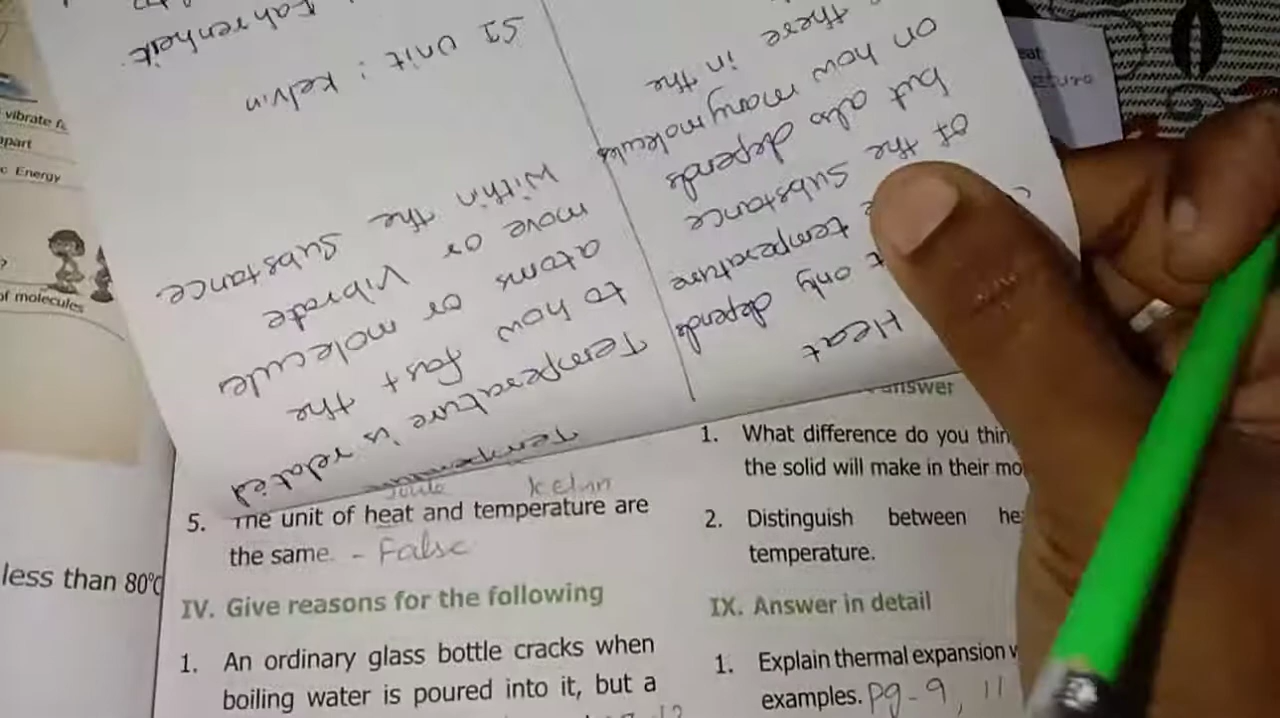 vibrate fa
apart
c Energy
?
of molecules
less than 80°C
Temperature
Temperature is related
to how fast the
atoms or molecule
move or vibrate
within the substance
SI unit : Kelvin
Fahrenheit.
Heat
only depends
temperature
of the substance
but also depends
on how many molecules
there in the
eat
answer
1. What difference do you thin
the solid will make in their mo
2. Distinguish between he
temperature.
IX. Answer in detail
1. Explain thermal expansion v
examples. Pg - 9, 11
Joule kelvin
5. The unit of heat and temperature are
the same. - False
IV. Give reasons for the following
1. An ordinary glass bottle cracks when
boiling water is poured into it, but a